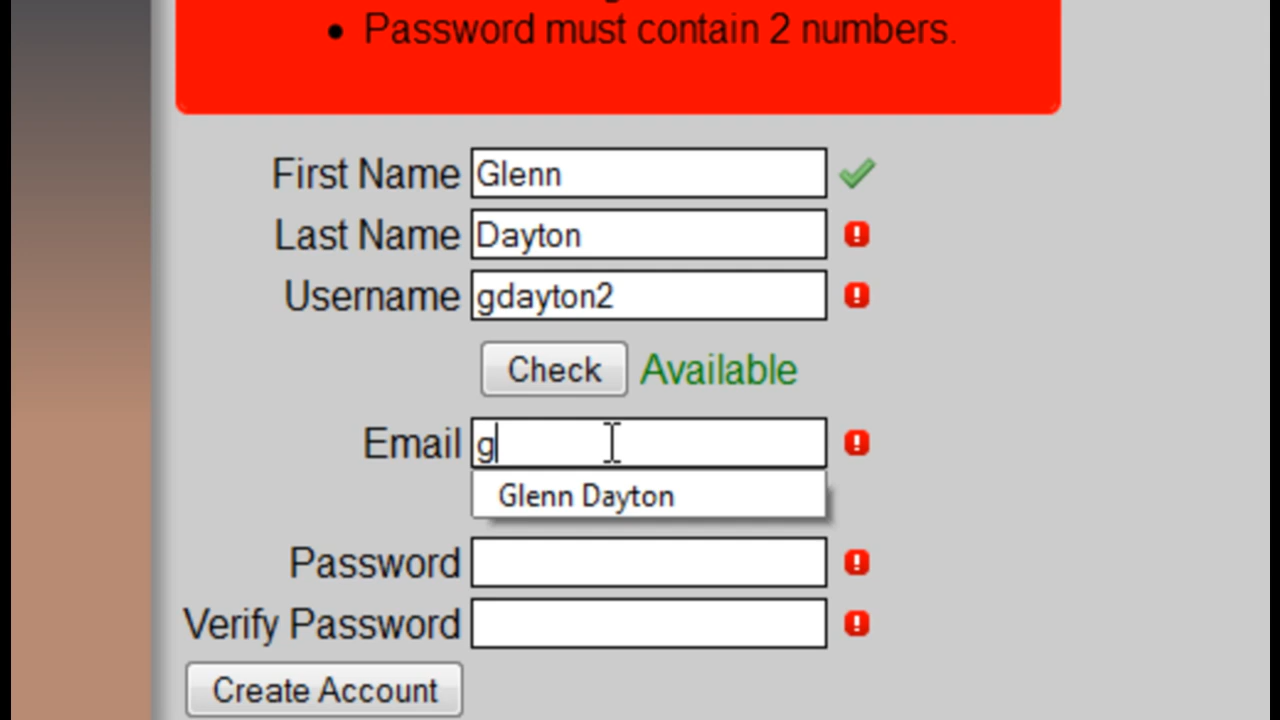 Password must contain 2 numbers.
First Name Glenn
Last Name Dayton
Username gdayton2
Check Available
Email g
Glenn Dayton
Password
Verify Password
Create Account